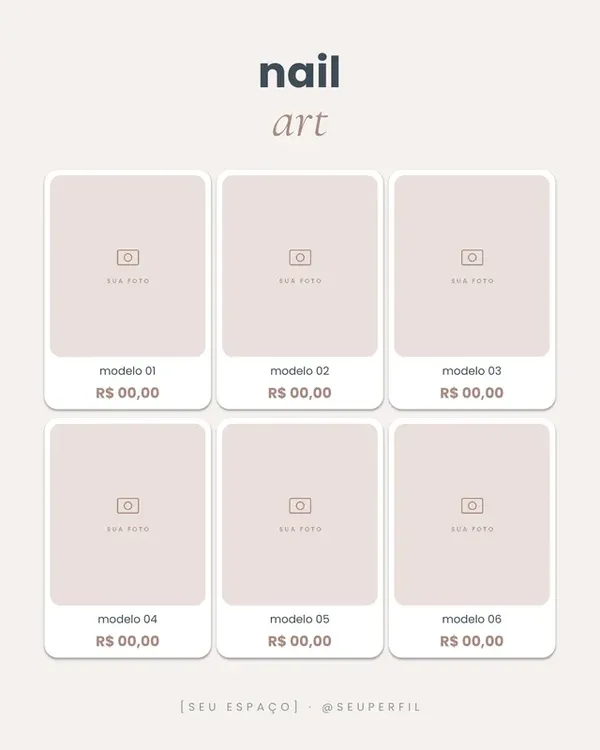 nail
art
SUA FOTO
SUA FOTO
SUA FOTO
modelo 01
R$ 00,00
modelo 02
R$ 00,00
modelo 03
R$ 00,00
SUA FOTO
SUA FOTO
SUA FOTO
modelo 04
R$ 00,00
modelo 05
R$ 00,00
modelo 06
R$ 00,00
[SEU ESPAÇO] · @SEUPERFIL